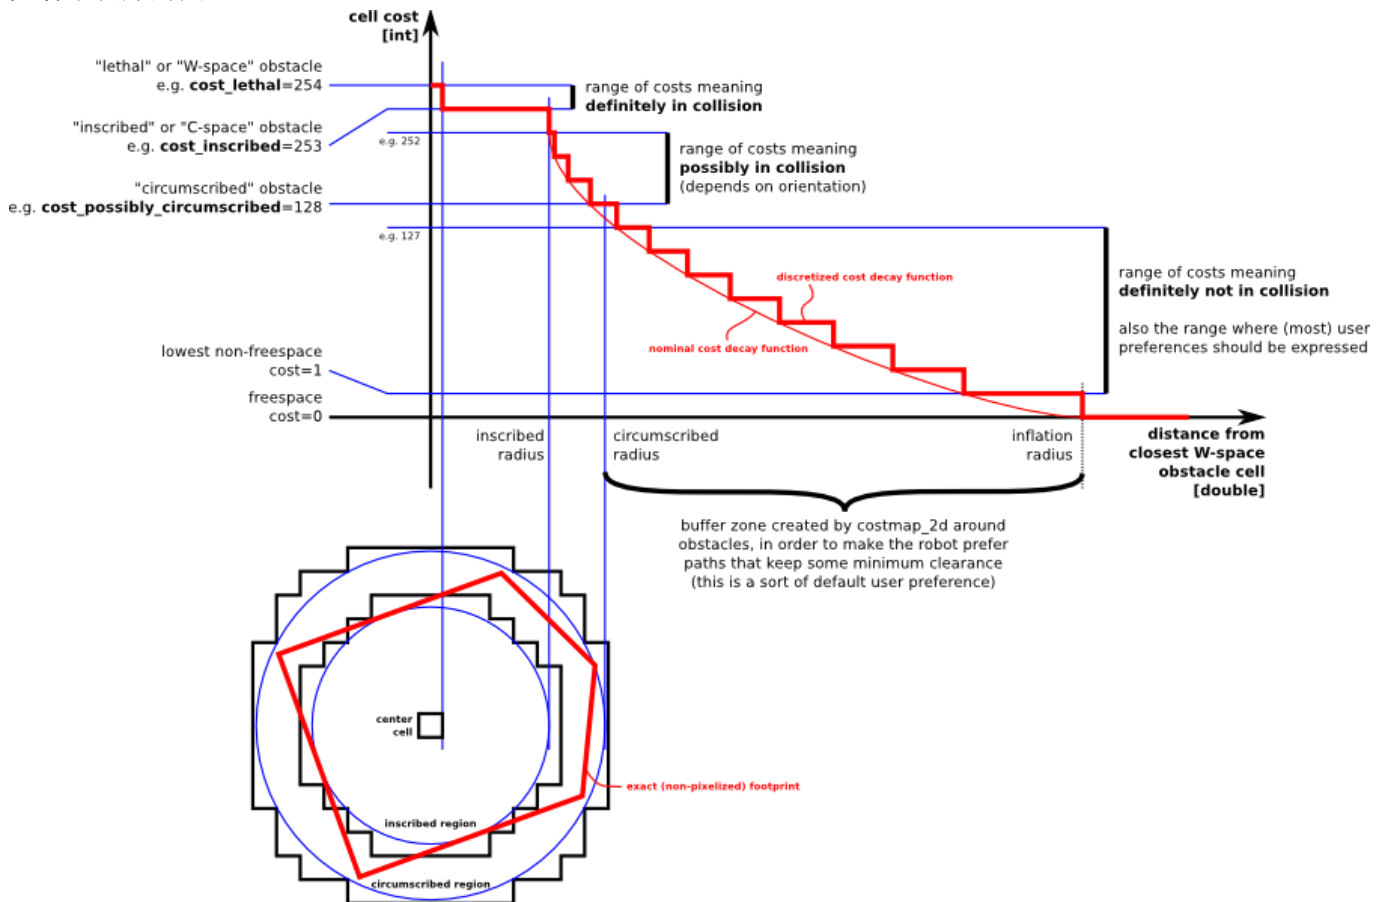 cell cost
[int]
"lethal" or "W-space" obstacle
e.g. cost_lethal=254
range of costs meaning
definitely in collision
"inscribed" or "C-space" obstacle
e.g. cost_inscribed=253
e.g. 252
range of costs meaning
possibly in collision
(depends on orientation)
"circumscribed" obstacle
e.g. cost_possibly_circumscribed=128
e.g. 127
range of costs meaning
definitely not in collision
also the range where (most) user
preferences should be expressed
discretized cost decay function
nominal cost decay function
lowest non-freespace
cost=1
freespace
cost=0
inscribed
radius
circumscribed
radius
inflation
radius
distance from
closest W-space
obstacle cell
[double]
buffer zone created by costmap_2d around
obstacles, in order to make the robot prefer
paths that keep some minimum clearance
(this is a sort of default user preference)
center
cell
exact (non-pixelized) footprint
inscribed region
circumscribed region